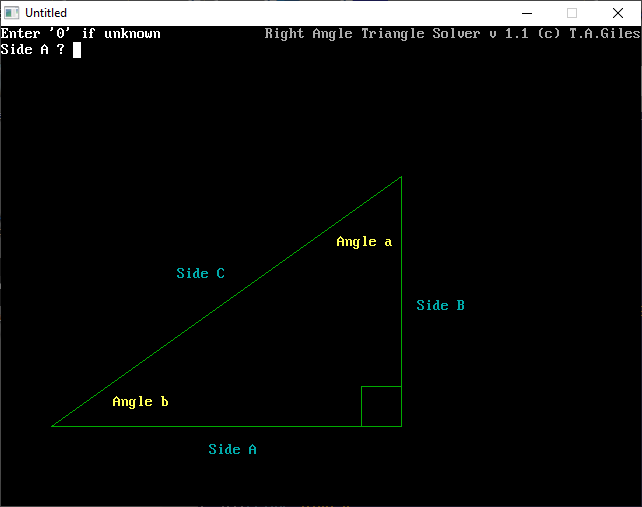 Untitled
Enter '0' if unknown Right Angle Triangle Solver v 1.1 (c) T.A.Giles
Side A ?
Angle a
Side C
Side B
Angle b
Side A